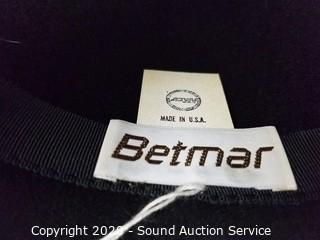 MADE IN U.S.A.
Betmar
Copyright 2020 - Sound Auction Service